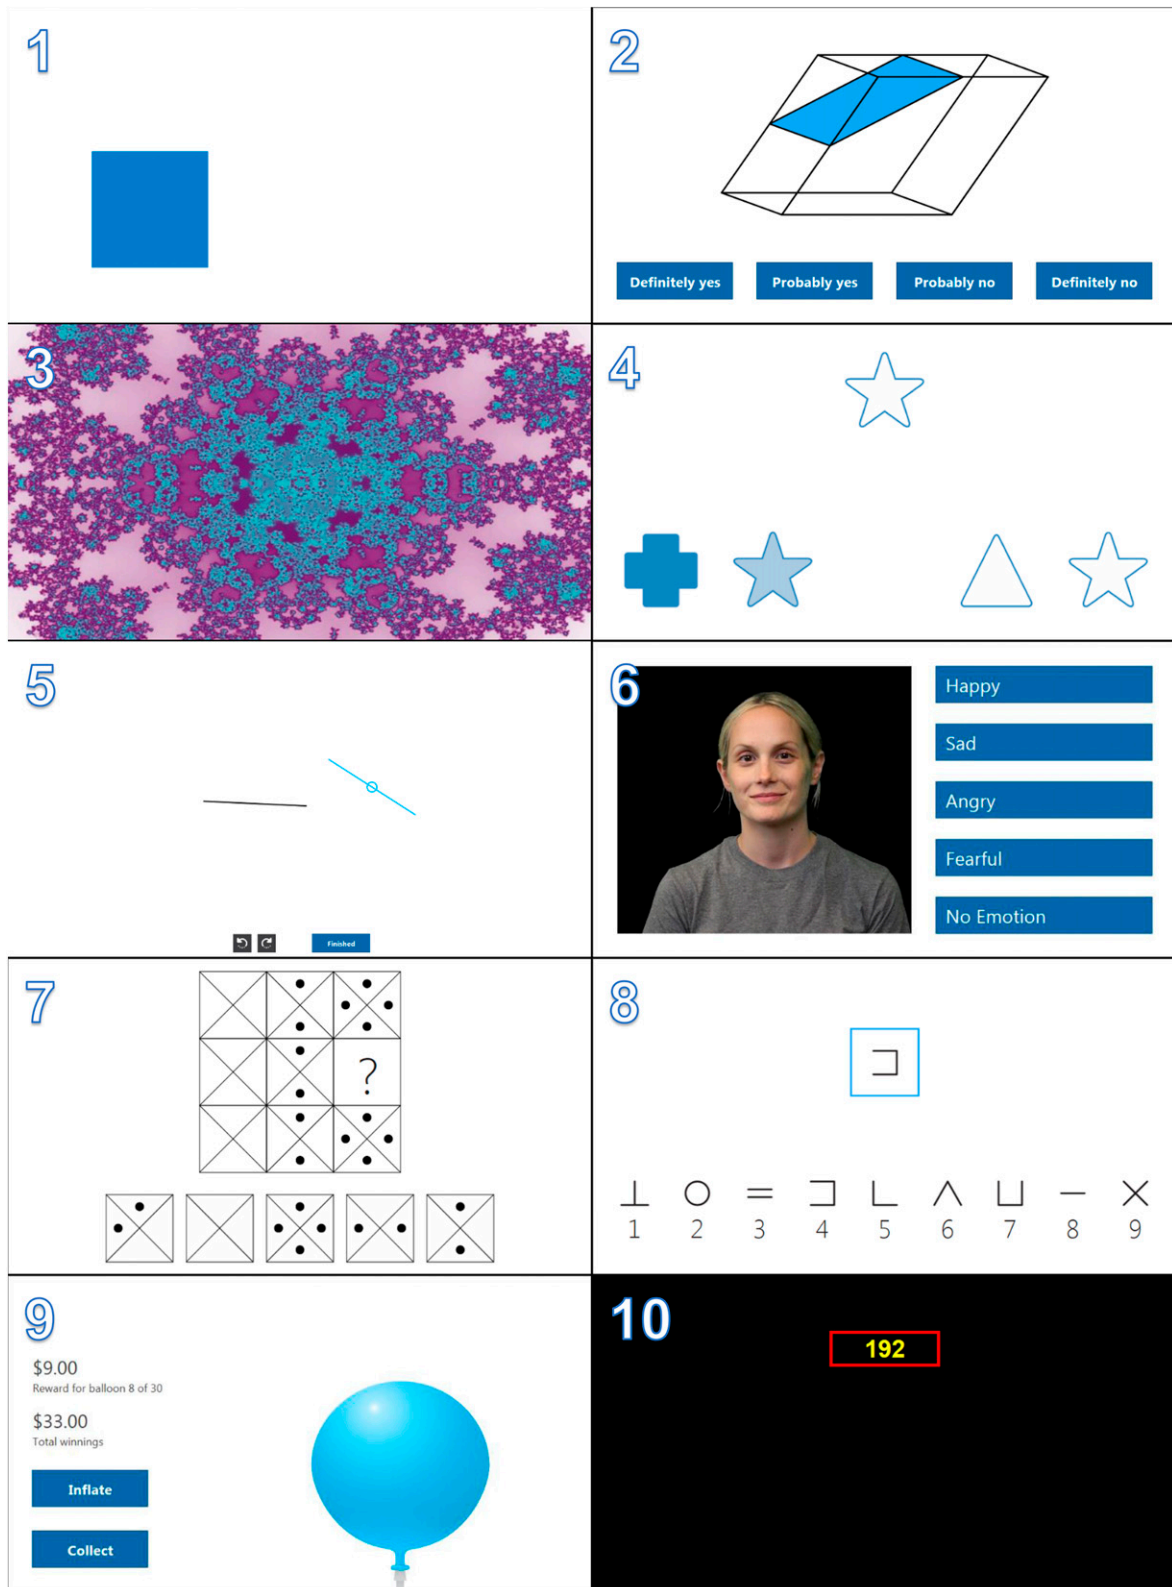 1
2
Definitely yes
Probably yes
Probably no
Definitely no
3
4
5
Finished
6
Happy
Sad
Angry
Fearful
No Emotion
7
?
8
1 2 3 4 5 6 7 8 9
9
$9.00
Reward for balloon 8 of 30
$33.00
Total winnings
Inflate
Collect
10
192